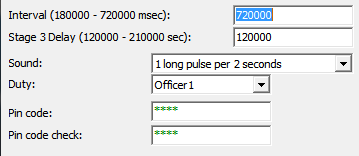 Interval (180000 - 720000 msec): 720000
Stage 3 Delay (120000 - 210000 sec): 120000
Sound: 1 long pulse per 2 seconds
Duty: Officer1
Pin code: ****
Pin code check: ****